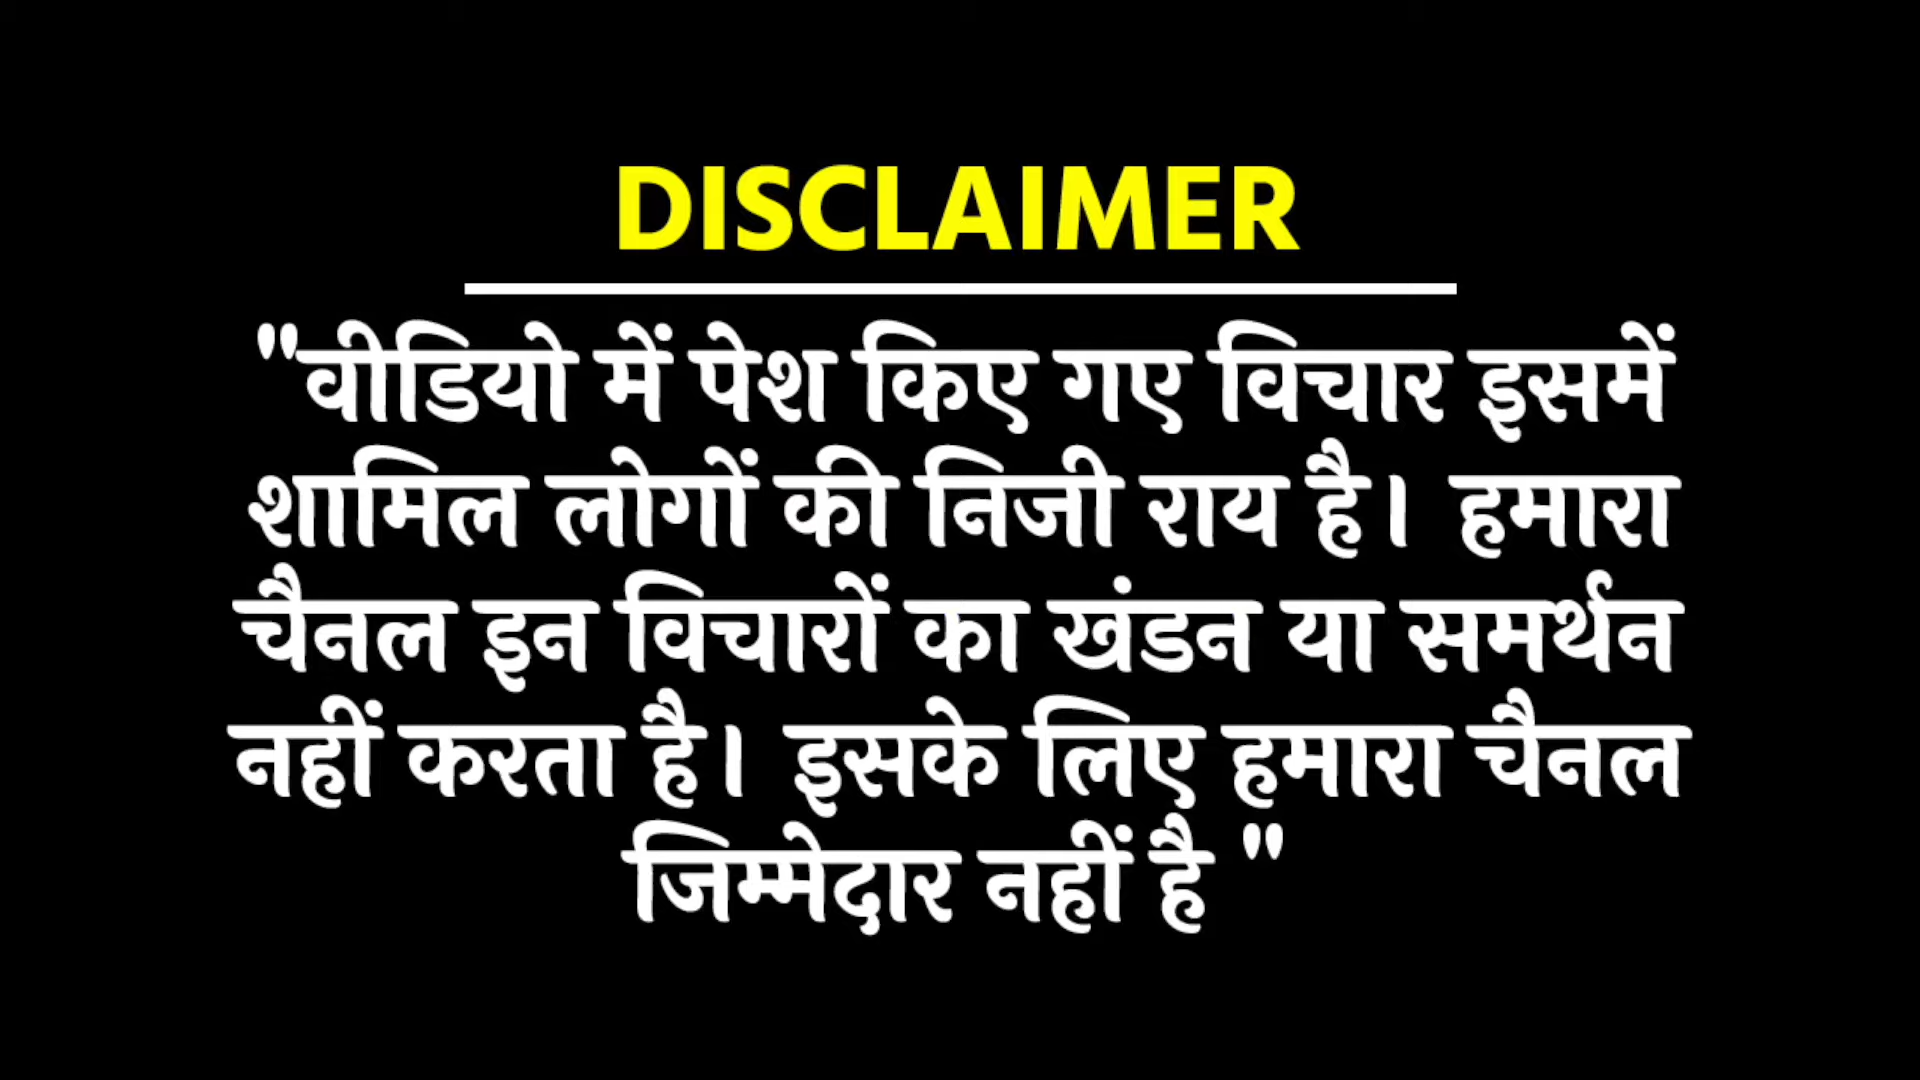 DISCLAIMER
"वीडियो में पेश किए गए विचार इसमें
शामिल लोगों की निजी राय है। हमारा
चैनल इन विचारों का खंडन या समर्थन
नहीं करता है। इसके लिए हमारा चैनल
जिम्मेदार नहीं है "